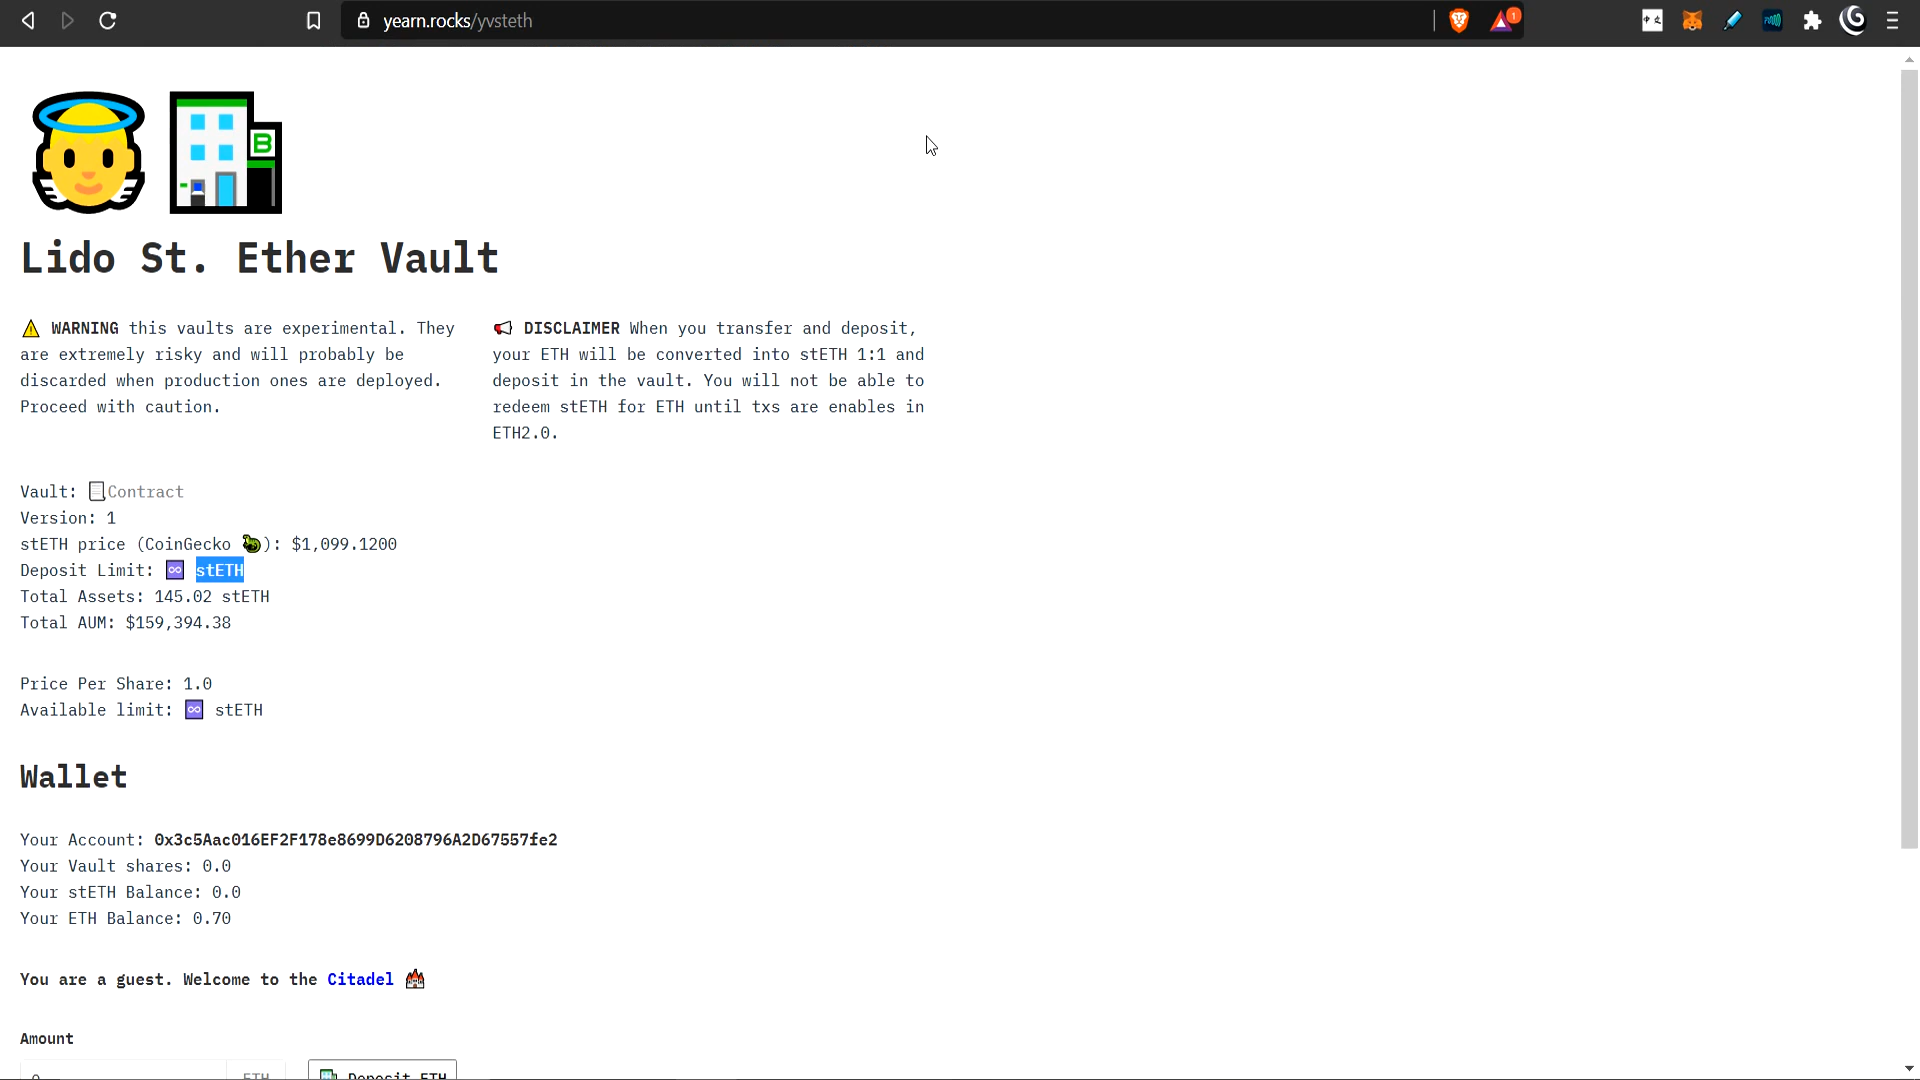 yearn.rocks/yvsteth
1
B
Lido St. Ether Vault
⚠️ WARNING this vaults are experimental. They
are extremely risky and will probably be
discarded when production ones are deployed.
Proceed with caution.
📢 DISCLAIMER When you transfer and deposit,
your ETH will be converted into stETH 1:1 and
deposit in the vault. You will not be able to
redeem stETH for ETH until txs are enables in
ETH2.0.
Vault: 📃Contract
Version: 1
stETH price (CoinGecko 🦎): $1,099.1200
Deposit Limit: ♾️ stETH
Total Assets: 145.02 stETH
Total AUM: $159,394.38
Price Per Share: 1.0
Available limit: ♾️ stETH
Wallet
Your Account: 0x3c5Aac016EF2F178e8699D6208796A2D67557fe2
Your Vault shares: 0.0
Your stETH Balance: 0.0
Your ETH Balance: 0.70
You are a guest. Welcome to the Citadel 🏰
Amount
0 ETH 🏦 Deposit ETH